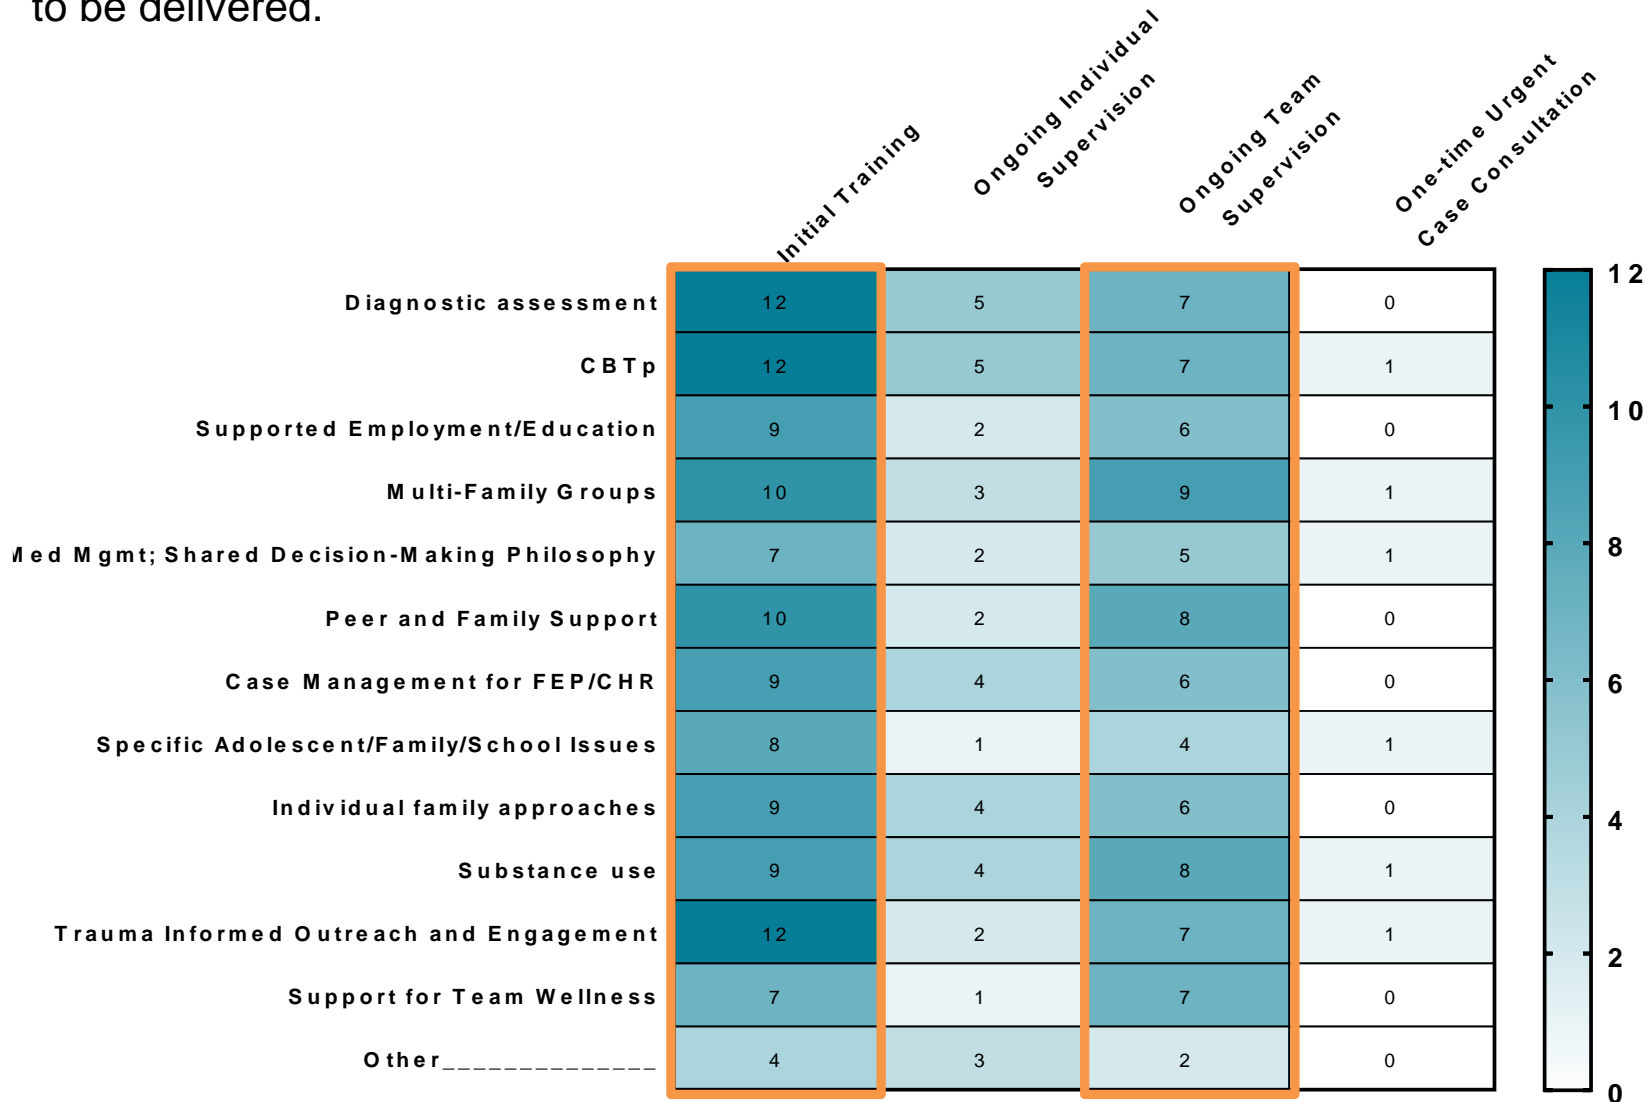 to be delivered.
Initial Training
Ongoing Individual
Supervision
Ongoing Team
Supervision
One-time Urgent
Case Consultation
Diagnostic assessment 12 5 7 0
CBTp 12 5 7 1
Supported Employment/Education 9 2 6 0
Multi-Family Groups 10 3 9 1
Med Mgmt; Shared Decision-Making Philosophy 7 2 5 1
Peer and Family Support 10 2 8 0
Case Management for FEP/CHR 9 4 6 0
Specific Adolescent/Family/School Issues 8 1 4 1
Individual family approaches 9 4 6 0
Substance use 9 4 8 1
Trauma Informed Outreach and Engagement 12 2 7 1
Support for Team Wellness 7 1 7 0
Other______________ 4 3 2 0
12
10
8
6
4
2
0